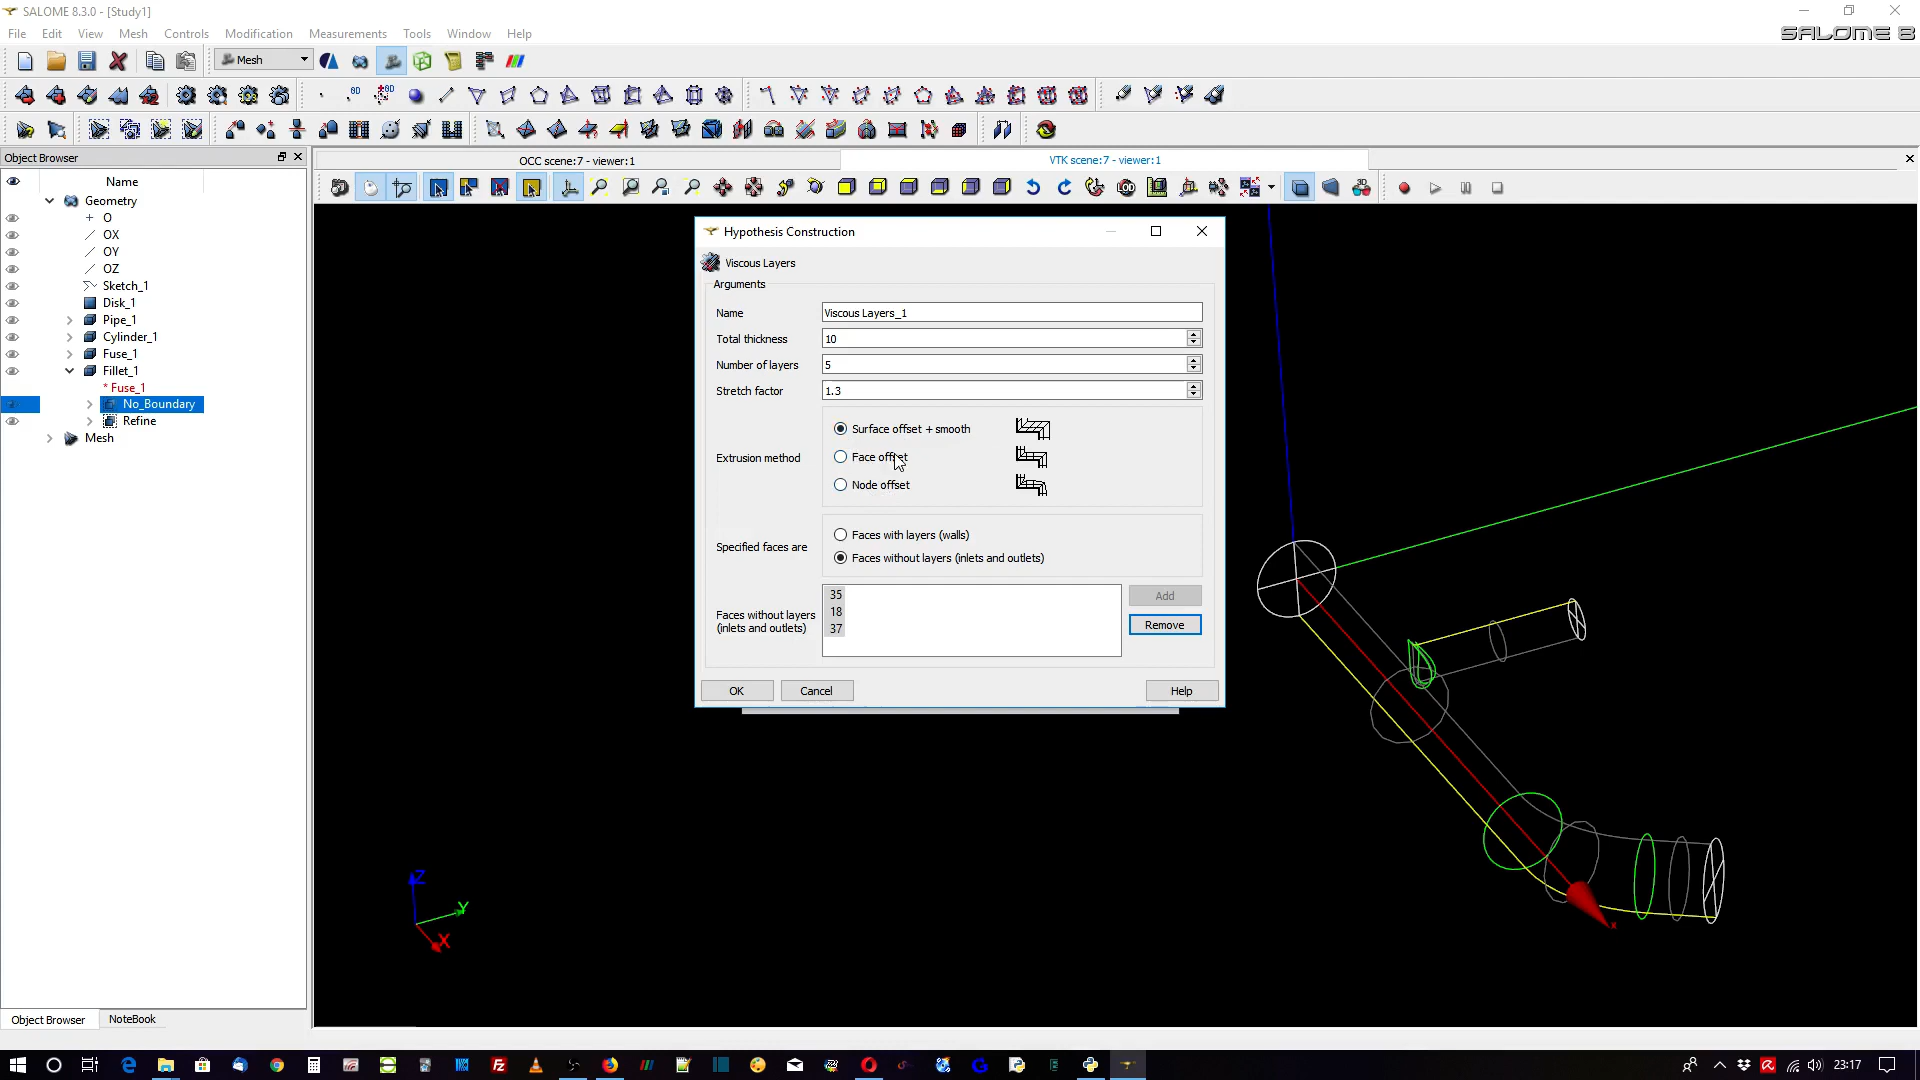 SALOME 8.3.0 - [Study1]
File Edit View Mesh Controls Modification Measurements Tools Window Help
SALOME 8
Mesh
0D 0D
Object Browser
OCC scene:7 - viewer:1
VTK scene:7 - viewer:1
Name
Geometry
O
OX
OY
OZ
Sketch_1
Disk_1
Pipe_1
Cylinder_1
Fuse_1
Fillet_1
* Fuse_1
No_Boundary
Refine
Mesh
LOD
3D
Hypothesis Construction
Viscous Layers
Arguments
Name
Viscous Layers_1
Total thickness
10
Number of layers
5
Stretch factor
1.3
Extrusion method
Surface offset + smooth
Face offset
Node offset
Specified faces are
Faces with layers (walls)
Faces without layers (inlets and outlets)
Faces without layers
(inlets and outlets)
35
18
37
Add
Remove
OK
Cancel
Help
Z
Y
X
x
Object Browser
NoteBook
23:17